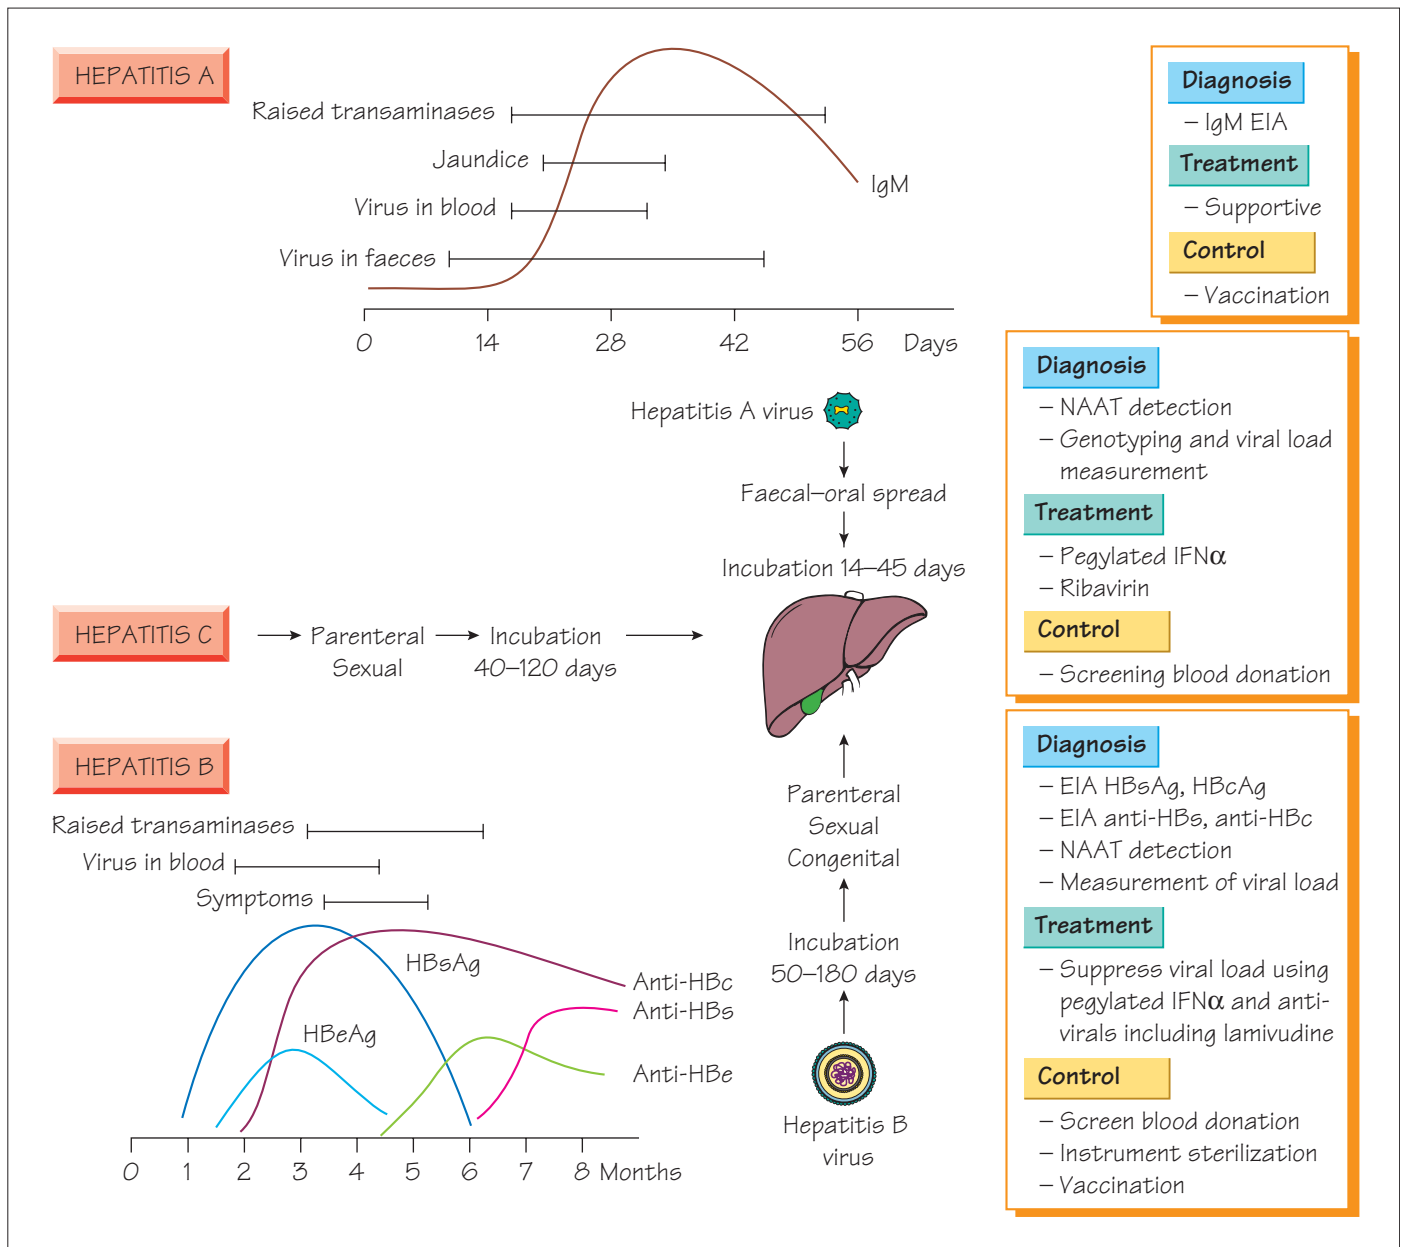 HEPATITIS A
Raised transaminases
Jaundice
Virus in blood
Virus in faeces
IgM
0 14 28 42 56 Days
Diagnosis
– IgM EIA
Treatment
– Supportive
Control
– Vaccination
Hepatitis A virus
Faecal–oral spread
Incubation 14–45 days
HEPATITIS C
Parenteral
Sexual
Incubation
40–120 days
Diagnosis
– NAAT detection
– Genotyping and viral load
measurement
Treatment
– Pegylated IFNα
– Ribavirin
Control
– Screening blood donation
HEPATITIS B
Raised transaminases
Virus in blood
Symptoms
HBsAg
HBeAg
Anti-HBc
Anti-HBs
Anti-HBe
0 1 2 3 4 5 6 7 8 Months
Parenteral
Sexual
Congenital
Incubation
50–180 days
Hepatitis B
virus
Diagnosis
– EIA HBsAg, HBcAg
– EIA anti-HBs, anti-HBc
– NAAT detection
– Measurement of viral load
Treatment
– Suppress viral load using
pegylated IFNα and anti-
virals including lamivudine
Control
– Screen blood donation
– Instrument sterilization
– Vaccination